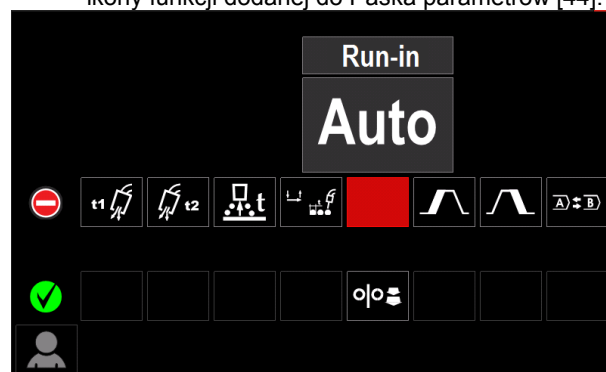 ikony funkcji dodanej do Paska parametrów [44].
Run-in
Auto
t1 t2 t A B